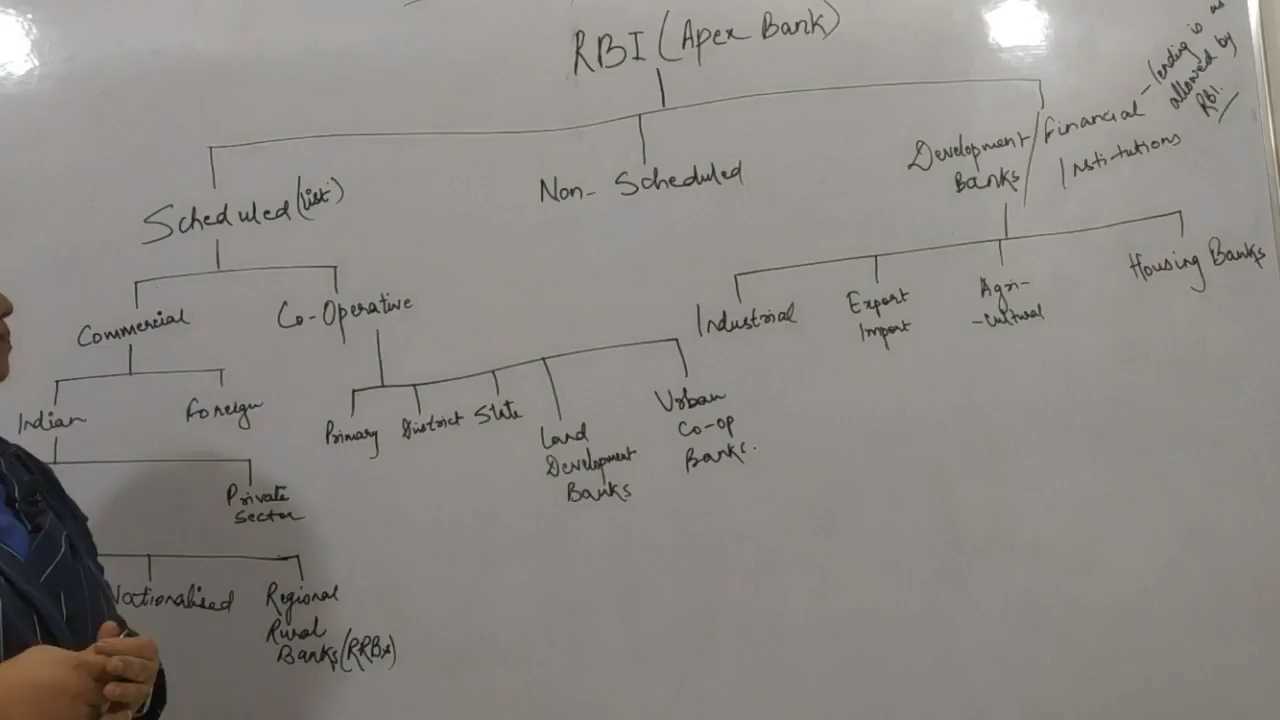 RBI (Apex Bank)
Scheduled (list)
Non- Scheduled
Development Banks / Financial Institutions
- lending is as
allowed by
RBI.
Commercial
Co-Operative
Industrial
Export
Import
Agri-
-cultural
Housing Banks
Indian
Foreign
Primary
District
State
Land
Development
Banks
Urban
Co-op
Banks.
Private
Sector
Nationalised
Regional
Rural
Banks (RRBs)